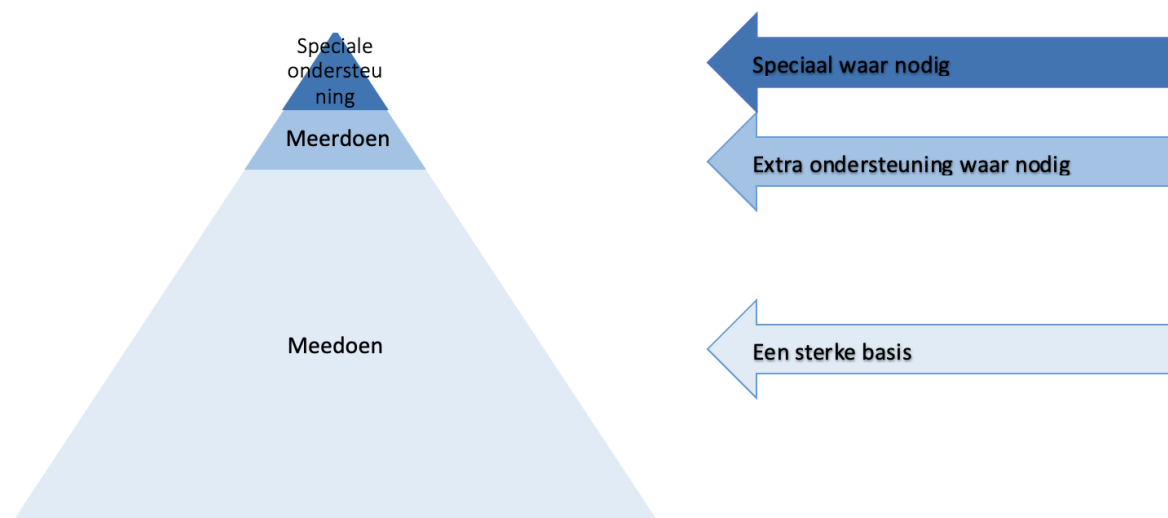 Speciale
ondersteu
ning
Speciaal waar nodig
Meerdoen
Extra ondersteuning waar nodig
Meedoen
Een sterke basis